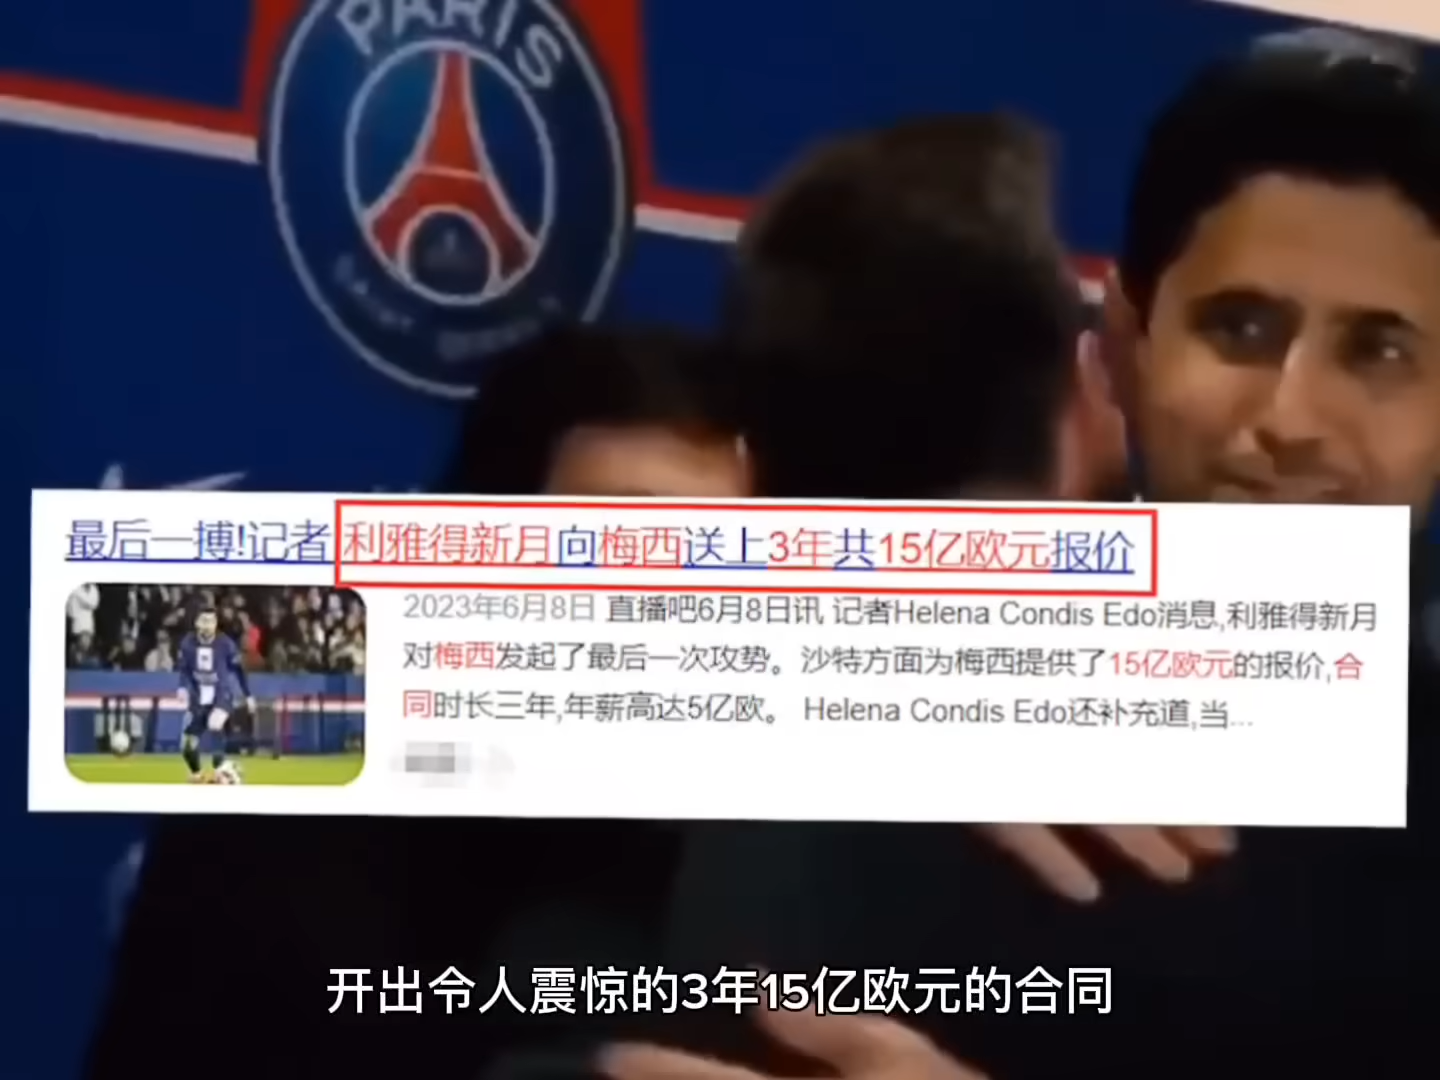 PARIS
最后一搏!记者利雅得新月向梅西送上3年共15亿欧元报价
2023年6月8日 直播吧6月8日讯 记者Helena Condis Edo消息,利雅得新月
对梅西发起了最后一次攻势。沙特方面为梅西提供了15亿欧元的报价,合
同时长三年,年薪高达5亿欧。 Helena Condis Edo还补充道,当...
开出令人震惊的3年15亿欧元的合同